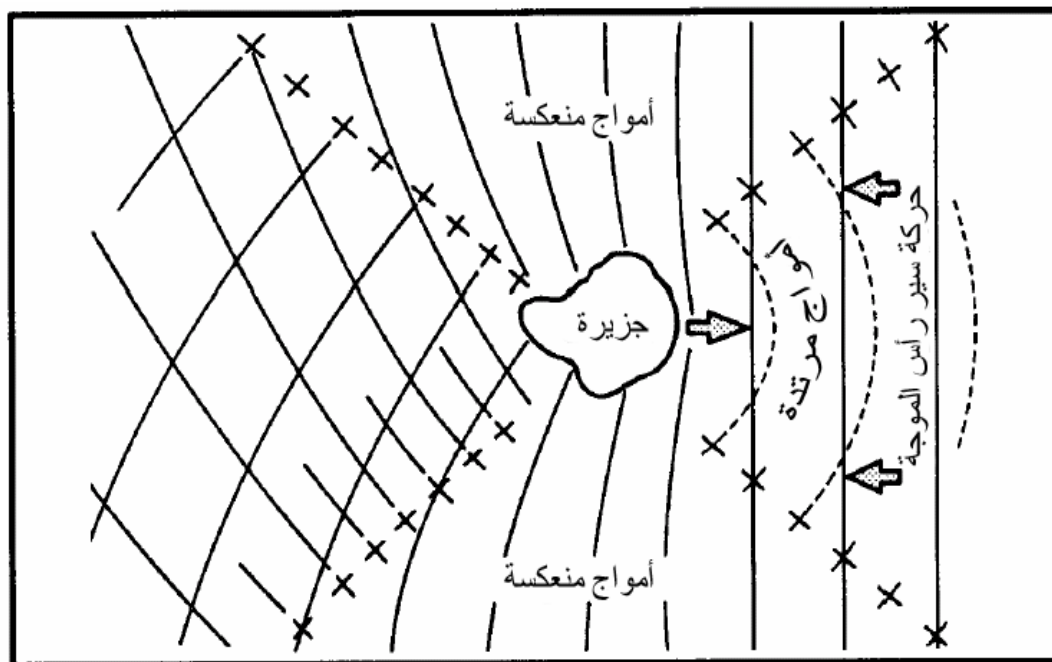 أمواج منعكسة
حركة سير رأس الموجة
أمواج مرتدة
جزيرة
أمواج منعكسة